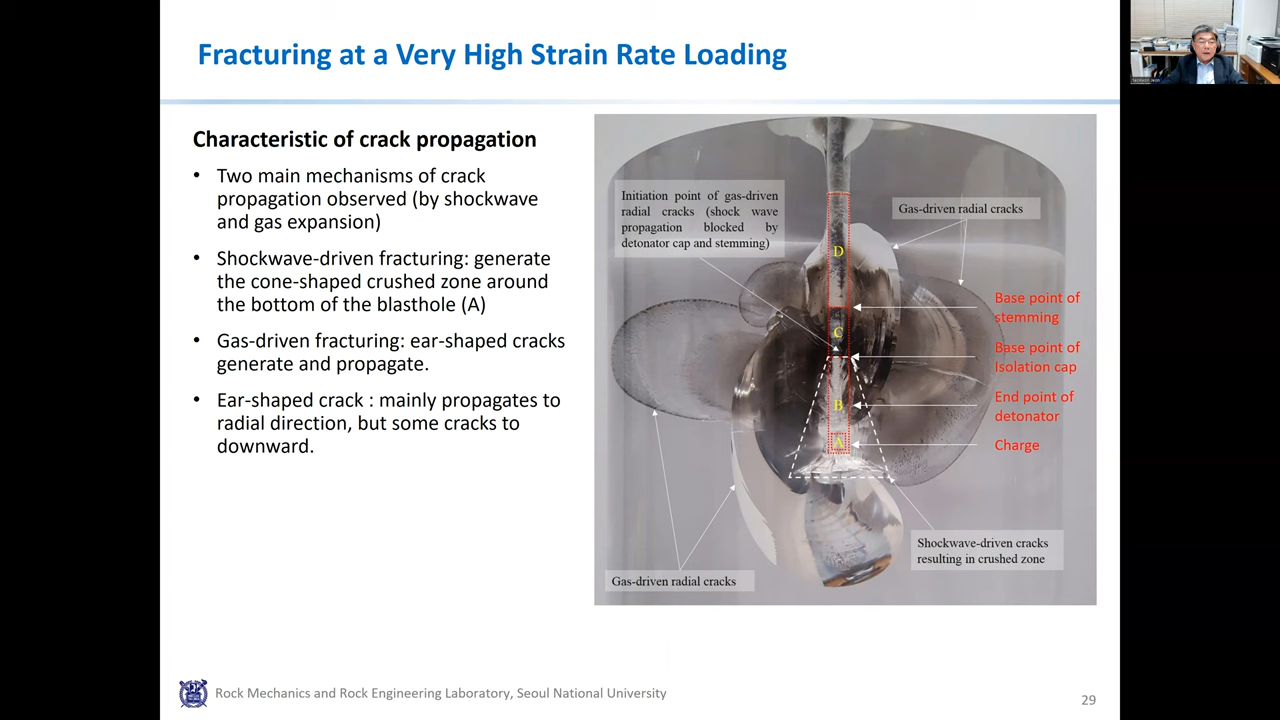 Fracturing at a Very High Strain Rate Loading
Characteristic of crack propagation
• Two main mechanisms of crack
propagation observed (by shockwave
and gas expansion)
• Shockwave-driven fracturing: generate
the cone-shaped crushed zone around
the bottom of the blasthole (A)
• Gas-driven fracturing: ear-shaped cracks
generate and propagate.
• Ear-shaped crack : mainly propagates to
radial direction, but some cracks to
downward.
Initiation point of gas-driven
radial cracks (shock wave
propagation blocked by
detonator cap and stemming)
Gas-driven radial cracks
D
C
B
A
Base point of
stemming
Base point of
Isolation cap
End point of
detonator
Charge
Shockwave-driven cracks
resulting in crushed zone
Gas-driven radial cracks
Rock Mechanics and Rock Engineering Laboratory, Seoul National University
29